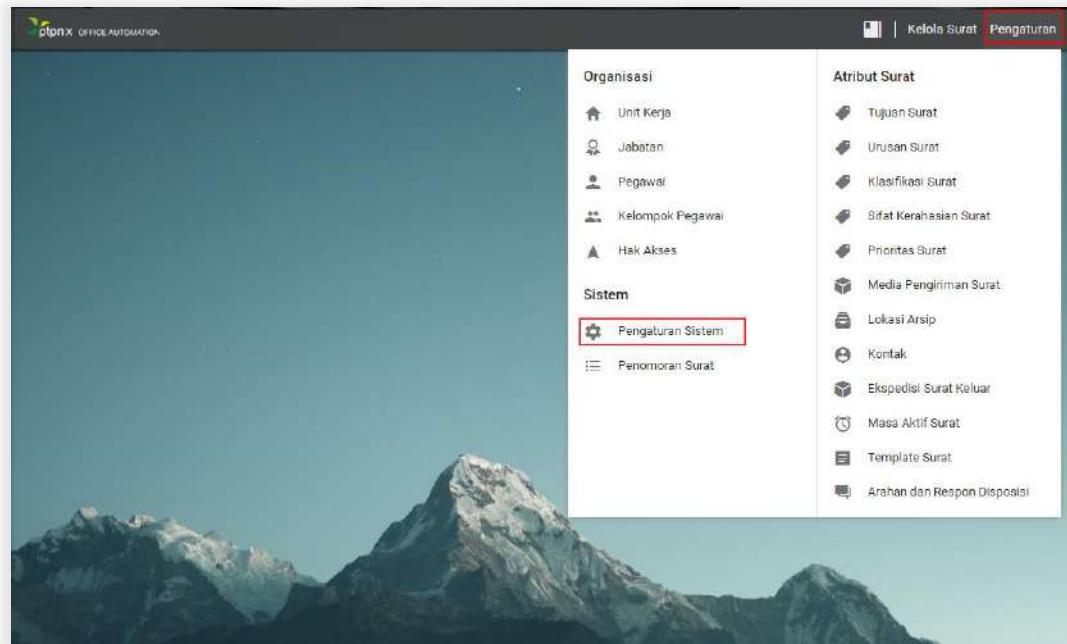 ptpnx OFFICE AUTOMATION
Kelola Surat
Pengaturan
Organisasi
Unit Kerja
Jabatan
Pegawai
Kelompok Pegawai
Hak Akses
Sistem
Pengaturan Sistem
Penomoran Surat
Atribut Surat
Tujuan Surat
Urusan Surat
Klasifikasi Surat
Sifat Kerahasian Surat
Prioritas Surat
Media Pengiriman Surat
Lokasi Arsip
Kontak
Ekspedisi Surat Keluar
Masa Aktif Surat
Template Surat
Arahan dan Respon Disposisi